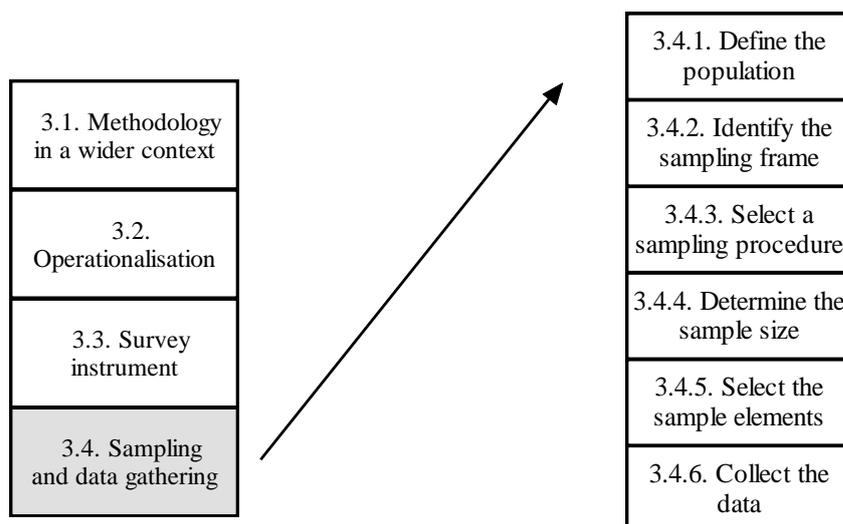 3.1. Methodology
in a wider context
3.2.
Operationalisation
3.3. Survey
instrument
3.4. Sampling
and data gathering
3.4.1. Define the
population
3.4.2. Identify the
sampling frame
3.4.3. Select a
sampling procedure
3.4.4. Determine the
sample size
3.4.5. Select the
sample elements
3.4.6. Collect the
data